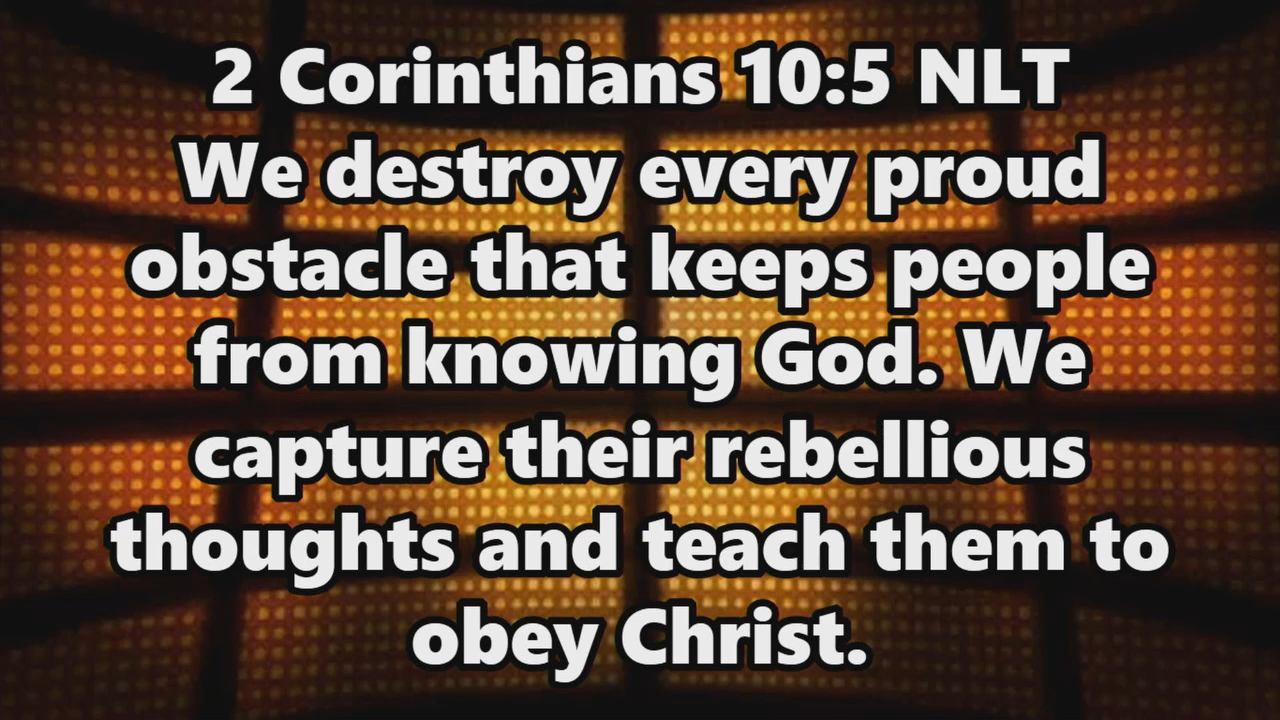 2 Corinthians 10:5 NLT
We destroy every proud
obstacle that keeps people
from knowing God. We
capture their rebellious
thoughts and teach them to
obey Christ.